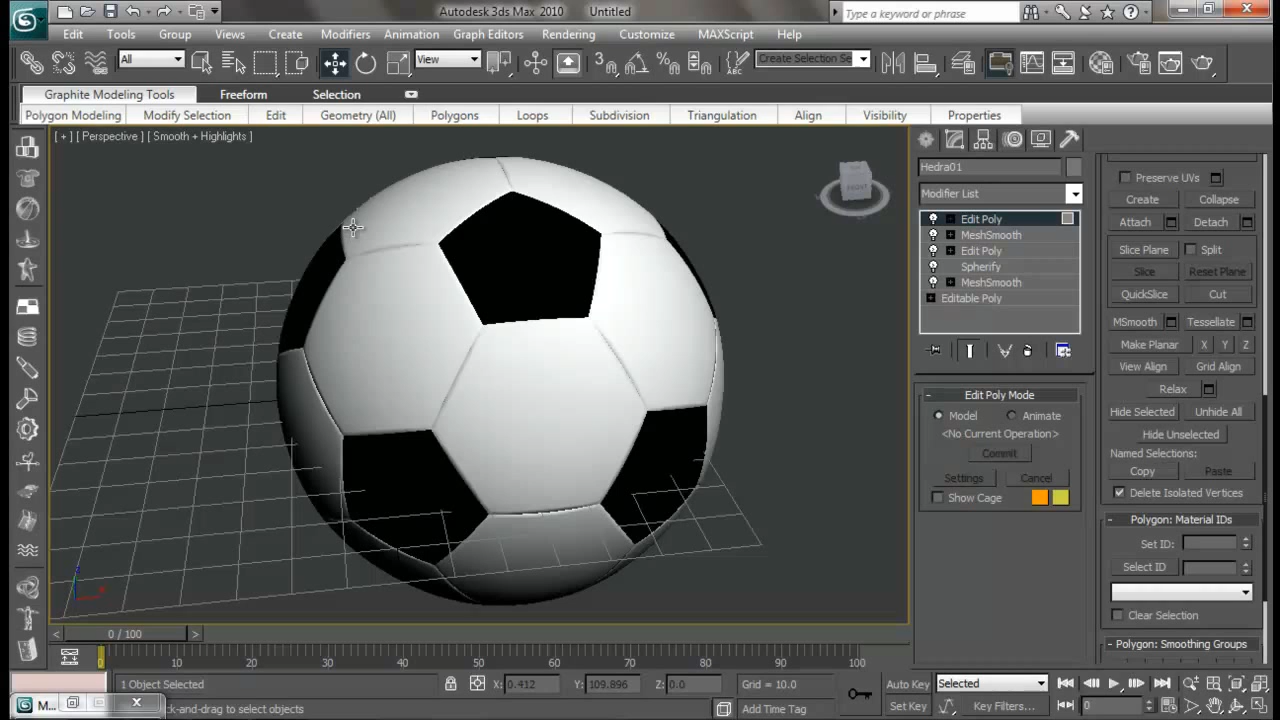 Autodesk 3ds Max 2010 Untitled
Type a keyword or phrase
Edit Tools Group Views Create Modifiers Animation Graph Editors Rendering Customize MAXScript Help
All View Create Selection Se
Graphite Modeling Tools Freeform Selection
Polygon Modeling Modify Selection Edit Geometry (All) Polygons Loops Subdivision Triangulation Align Visibility Properties
[ + ] [ Perspective ] [ Smooth + Highlights ]
FRONT
Hedra01
Modifier List
Edit Poly
MeshSmooth
Edit Poly
Spherify
MeshSmooth
Editable Poly
Edit Poly Mode
Model Animate
<No Current Operation>
Commit
Settings Cancel
Show Cage
Preserve UVs
Create Collapse
Attach Detach
Slice Plane Split
Slice Reset Plane
QuickSlice Cut
MSmooth Tessellate
Make Planar X Y Z
View Align Grid Align
Relax
Hide Selected Unhide All
Hide Unselected
Named Selections:
Copy Paste
Delete Isolated Vertices
Polygon: Material IDs
Set ID:
Select ID
Clear Selection
Polygon: Smoothing Groups
0 / 100
0 10 20 30 40 50 60 70 80 90 100
1 Object Selected X: 0.412 Y: 109.896 Z: 0.0 Grid = 10.0 Auto Key Selected
M... ck-and-drag to select objects Add Time Tag Set Key Key Filters... 0